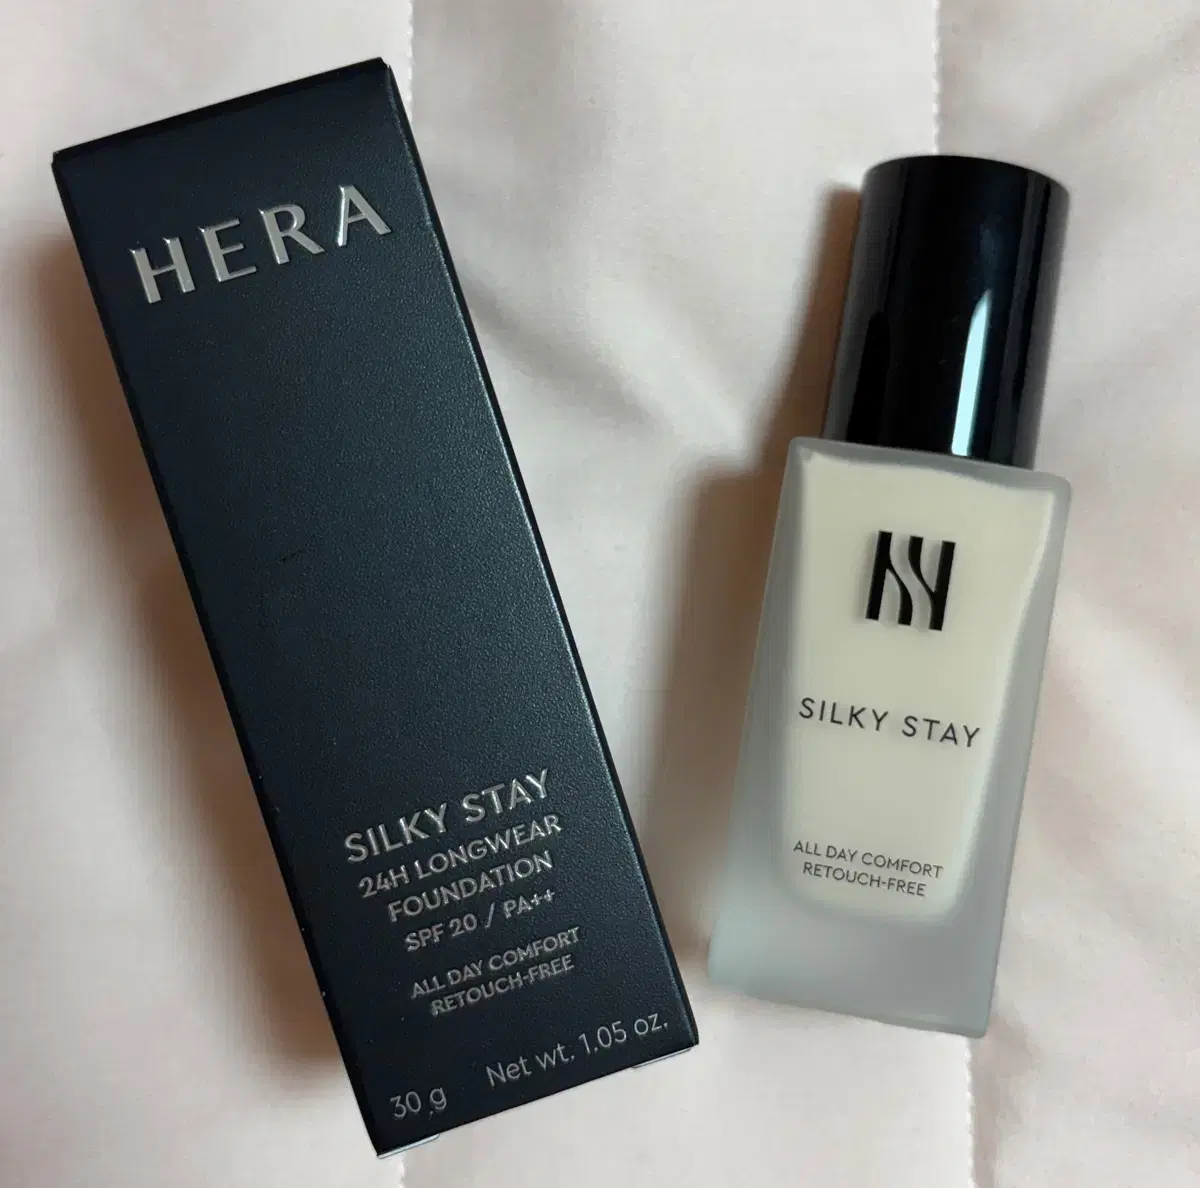 HERA
SILKY STAY
24H LONGWEAR
FOUNDATION
SPF 20 / PA++
ALL DAY COMFORT
RETOUCH-FREE
30 g Net wt. 1.05 oz.
SILKY STAY
ALL DAY COMFORT
RETOUCH-FREE